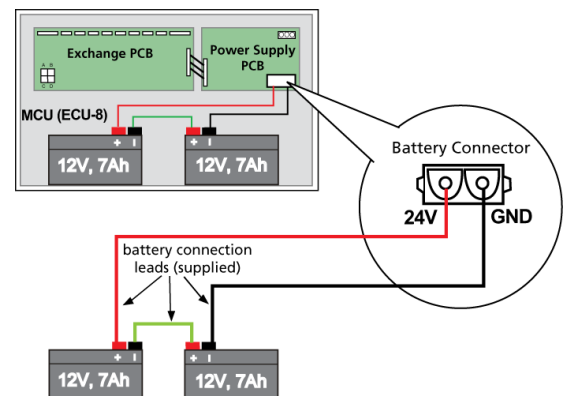 Exchange PCB
Power Supply
PCB
A B
C D
MCU (ECU-8)
+ I
+ I
12V, 7Ah
12V, 7Ah
Battery Connector
24V
GND
battery connection
leads (supplied)
+ I
+ I
12V, 7Ah
12V, 7Ah